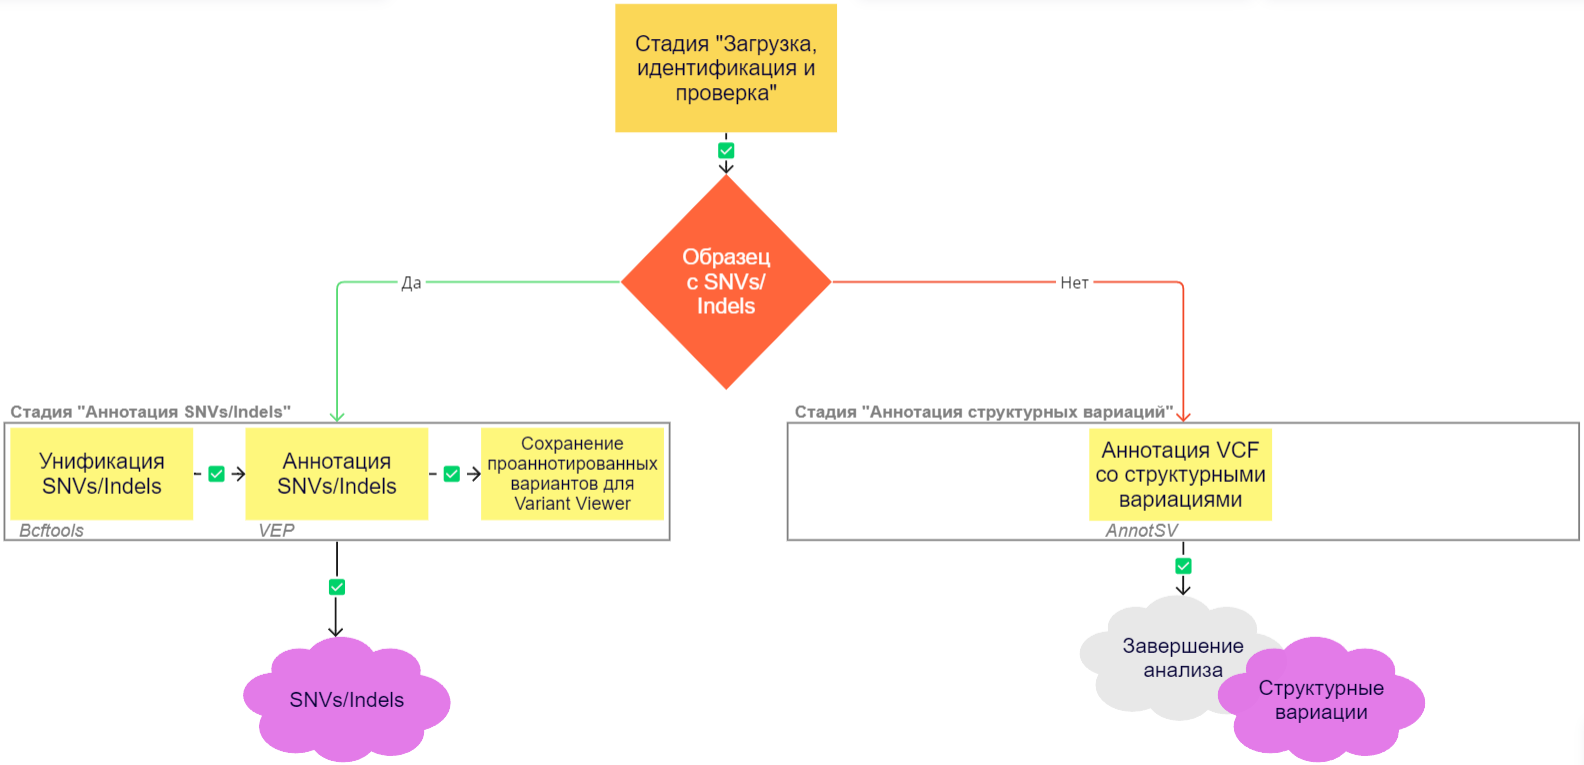 Стадия "Загрузка,
идентификация и
проверка"
Образец
с SNVs/
Indels
Да
Нет
Стадия "Аннотация SNVs/Indels"
Унификация
SNVs/Indels
Bcftools
Аннотация
SNVs/Indels
VEP
Сохранение
проаннотированных
вариантов для
Variant Viewer
Стадия "Аннотация структурных вариаций"
Аннотация VCF
со структурными
вариациями
AnnotSV
SNVs/Indels
Завершение
анализа
Структурные
вариации